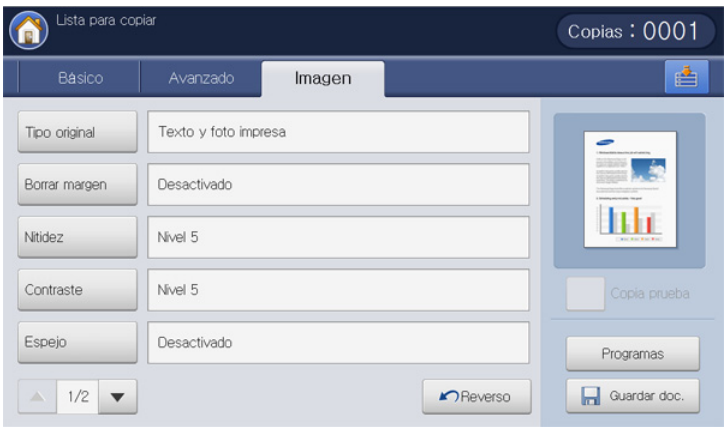 Lista para copiar
Copias : 0001
Básico
Avanzado
Imagen
Tipo original
Texto y foto impresa
Borrar margen
Desactivado
Nitidez
Nivel 5
Contraste
Nivel 5
Espejo
Desactivado
1/2
Reverso
Copia prueba
Programas
Guardar doc.